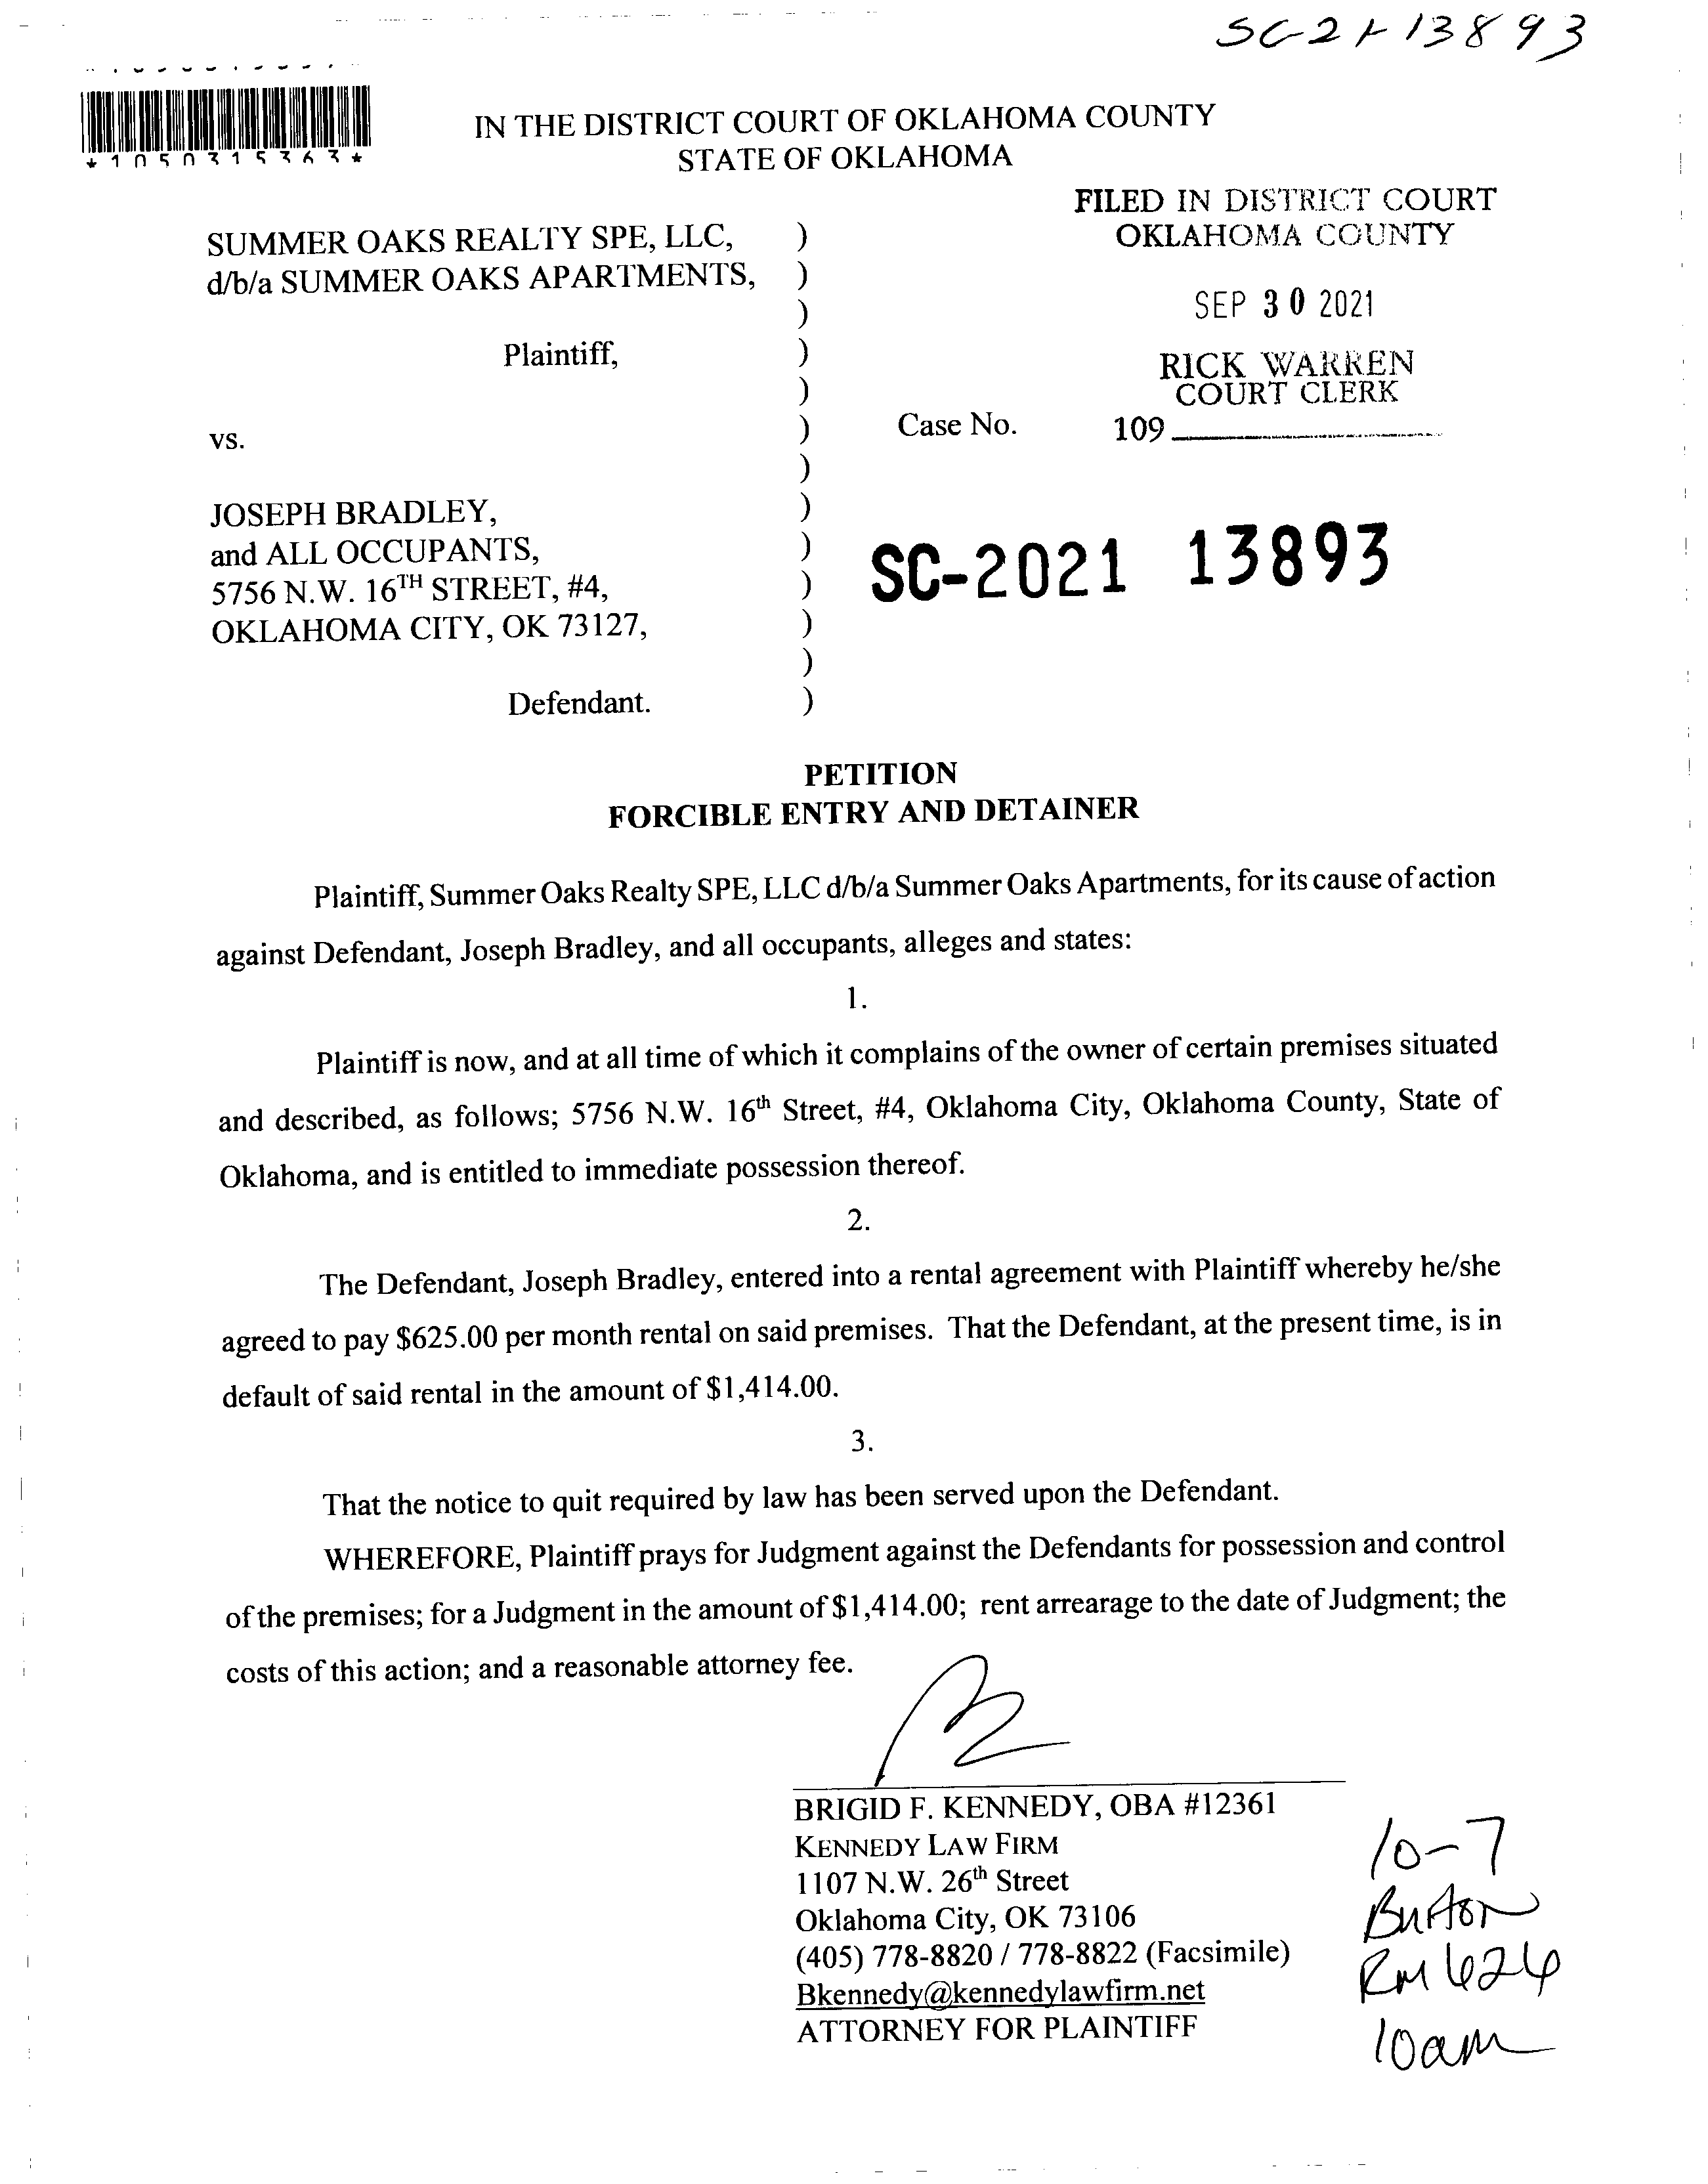 SC-21-13893
*1050315363*
IN THE DISTRICT COURT OF OKLAHOMA COUNTY
STATE OF OKLAHOMA
FILED IN DISTRICT COURT
OKLAHOMA COUNTY
SEP 30 2021
RICK WARREN
COURT CLERK
109
SUMMER OAKS REALTY SPE, LLC, )
d/b/a SUMMER OAKS APARTMENTS, )
)
Plaintiff, )
)
vs. ) Case No.
)
JOSEPH BRADLEY, )
and ALL OCCUPANTS, )
5756 N.W. 16TH STREET, #4, )
OKLAHOMA CITY, OK 73127, )
)
Defendant. )
SC-2021 13893
PETITION
FORCIBLE ENTRY AND DETAINER
Plaintiff, Summer Oaks Realty SPE, LLC d/b/a Summer Oaks Apartments, for its cause of action
against Defendant, Joseph Bradley, and all occupants, alleges and states:
1.
Plaintiff is now, and at all time of which it complains of the owner of certain premises situated
and described, as follows; 5756 N.W. 16th Street, #4, Oklahoma City, Oklahoma County, State of
Oklahoma, and is entitled to immediate possession thereof.
2.
The Defendant, Joseph Bradley, entered into a rental agreement with Plaintiff whereby he/she
agreed to pay $625.00 per month rental on said premises. That the Defendant, at the present time, is in
default of said rental in the amount of $1,414.00.
3.
That the notice to quit required by law has been served upon the Defendant.
WHEREFORE, Plaintiff prays for Judgment against the Defendants for possession and control
of the premises; for a Judgment in the amount of $1,414.00; rent arrearage to the date of Judgment; the
costs of this action; and a reasonable attorney fee.
BRIGID F. KENNEDY, OBA #12361
KENNEDY LAW FIRM
1107 N.W. 26th Street
Oklahoma City, OK 73106
(405) 778-8820 / 778-8822 (Facsimile)
Bkennedy@kennedylawfirm.net
ATTORNEY FOR PLAINTIFF
10-7
Burton
RM 624
10am